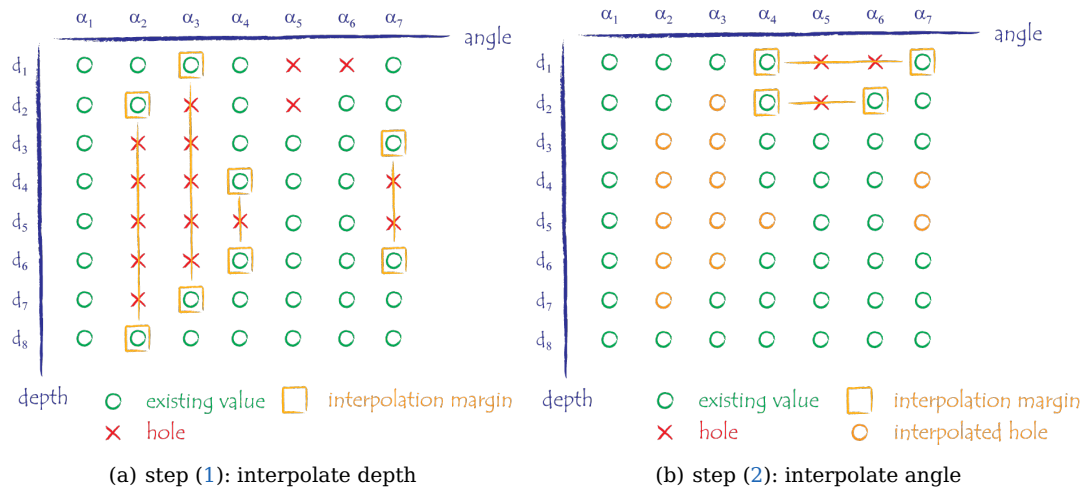 α1 α2 α3 α4 α5 α6 α7
angle
d1
d2
d3
d4
d5
d6
d7
d8
depth
existing value
interpolation margin
hole
(a) step (1): interpolate depth
α1 α2 α3 α4 α5 α6 α7
angle
d1
d2
d3
d4
d5
d6
d7
d8
depth
existing value
interpolation margin
hole
interpolated hole
(b) step (2): interpolate angle